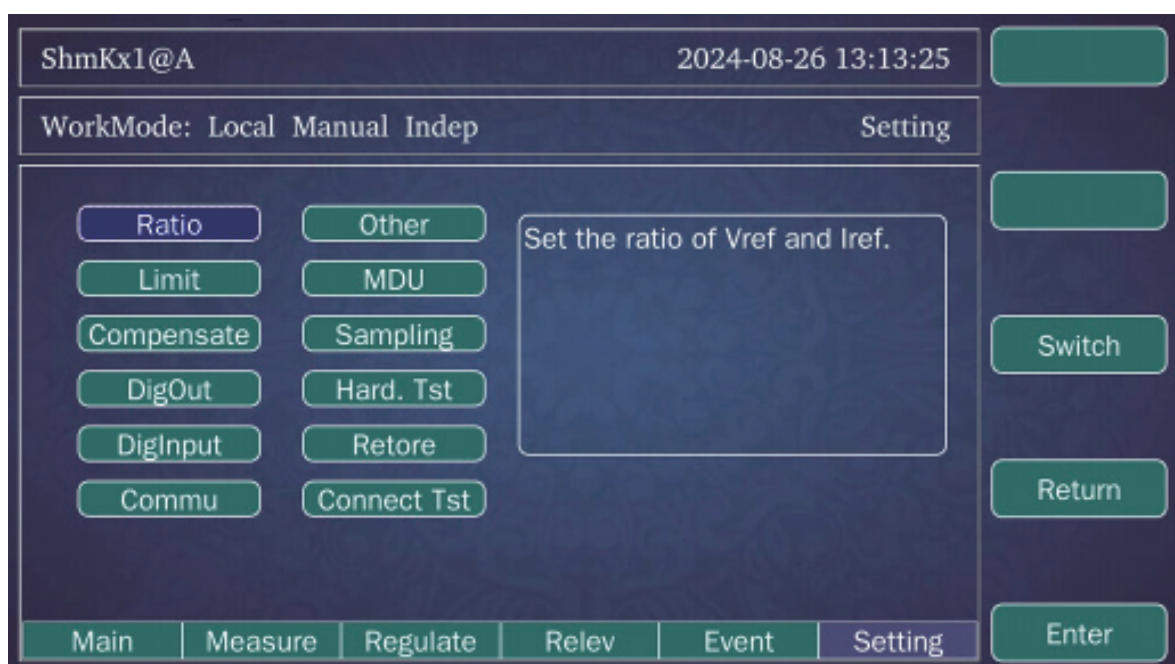 ShmKx1@A 2024-08-26 13:13:25
WorkMode: Local Manual Indep Setting
Ratio Other
Limit MDU
Compensate Sampling
DigOut Hard. Tst
DigInput Retore
Commu Connect Tst
Set the ratio of Vref and Iref.
Switch
Return
Enter
Main Measure Regulate Relev Event Setting